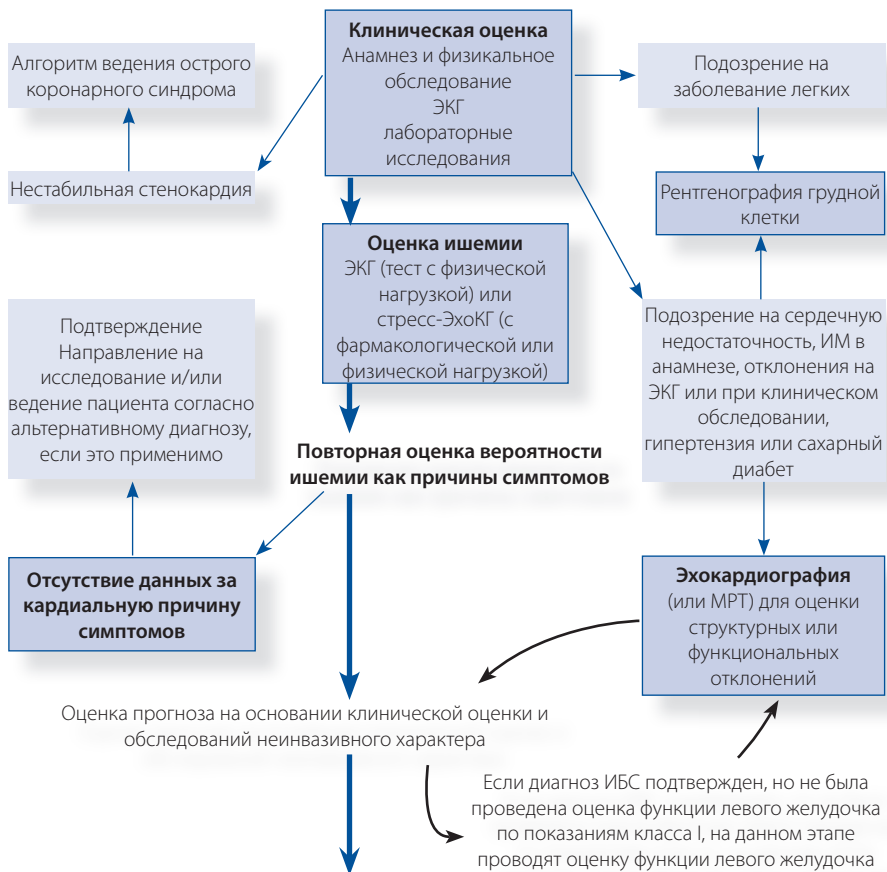 Клиническая оценка
Анамнез и физикальное
обследование
ЭКГ
лабораторные
исследования
Алгоритм ведения острого
коронарного синдрома
Нестабильная стенокардия
Подозрение на
заболевание легких
Рентгенография грудной
клетки
Оценка ишемии
ЭКГ (тест с физической
нагрузкой) или
стресс-ЭхоКГ (с
фармакологической или
физической нагрузкой)
Подозрение на сердечную
недостаточность, ИМ в
анамнезе, отклонения на
ЭКГ или при клиническом
обследовании,
гипертензия или сахарный
диабет
Подтверждение
Направление на
исследование и/или
ведение пациента согласно
альтернативному диагнозу,
если это применимо
Повторная оценка вероятности
ишемии как причины симптомов
Отсутствие данных за
кардиальную причину
симптомов
Эхокардиография
(или МРТ) для оценки
структурных или
функциональных
отклонений
Оценка прогноза на основании клинической оценки и
обследований неинвазивного характера
Если диагноз ИБС подтвержден, но не была
проведена оценка функции левого желудочка
по показаниям класса I, на данном этапе
проводят оценку функции левого желудочка